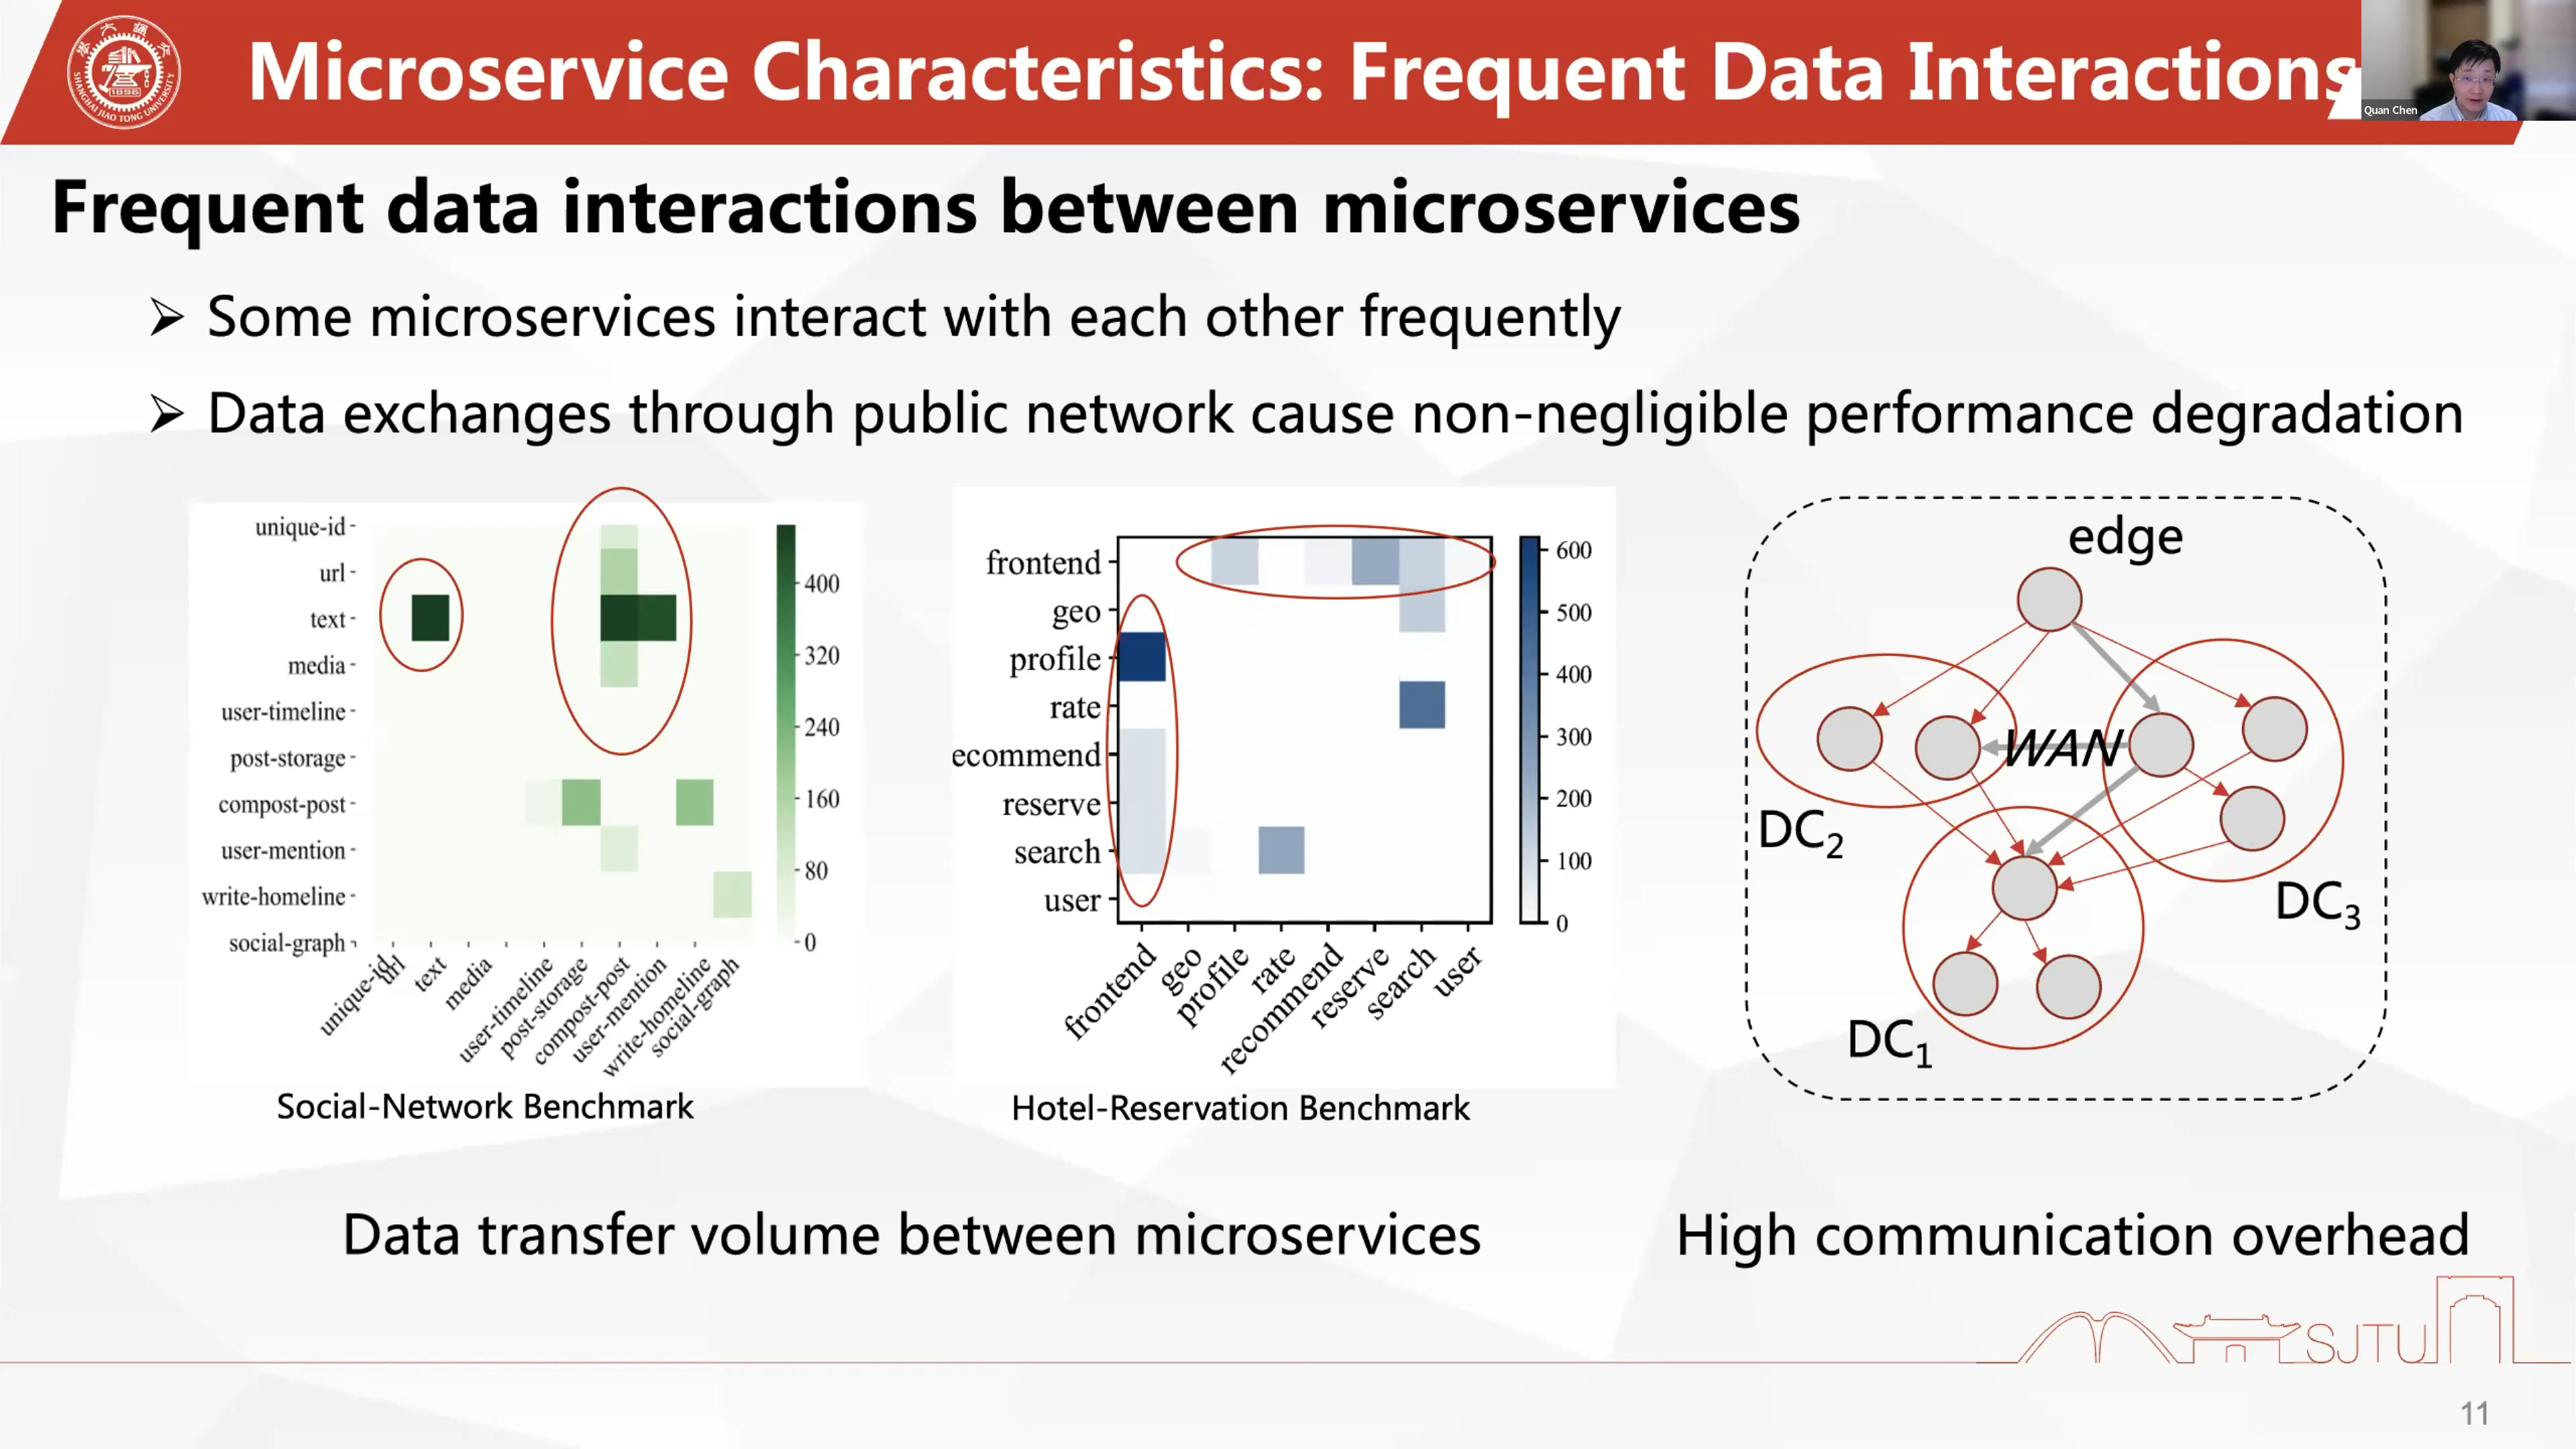 Microservice Characteristics: Frequent Data Interactions
Quan Chen
SHANGHAI JIAO TONG UNIVERSITY
1896
Frequent data interactions between microservices
➢ Some microservices interact with each other frequently
➢ Data exchanges through public network cause non-negligible performance degradation
unique-id
url
text
media
user-timeline
post-storage
compost-post
user-mention
write-homeline
social-graph
unique-id
url
text
media
user-timeline
post-storage
compost-post
user-mention
write-homeline
social-graph
400
320
240
160
80
0
Social-Network Benchmark
frontend
geo
profile
rate
ecommend
reserve
search
user
frontend
geo
profile
rate
recommend
reserve
search
user
600
500
400
300
200
100
0
Hotel-Reservation Benchmark
edge
WAN
DC2
DC3
DC1
Data transfer volume between microservices
High communication overhead
SJTU
11